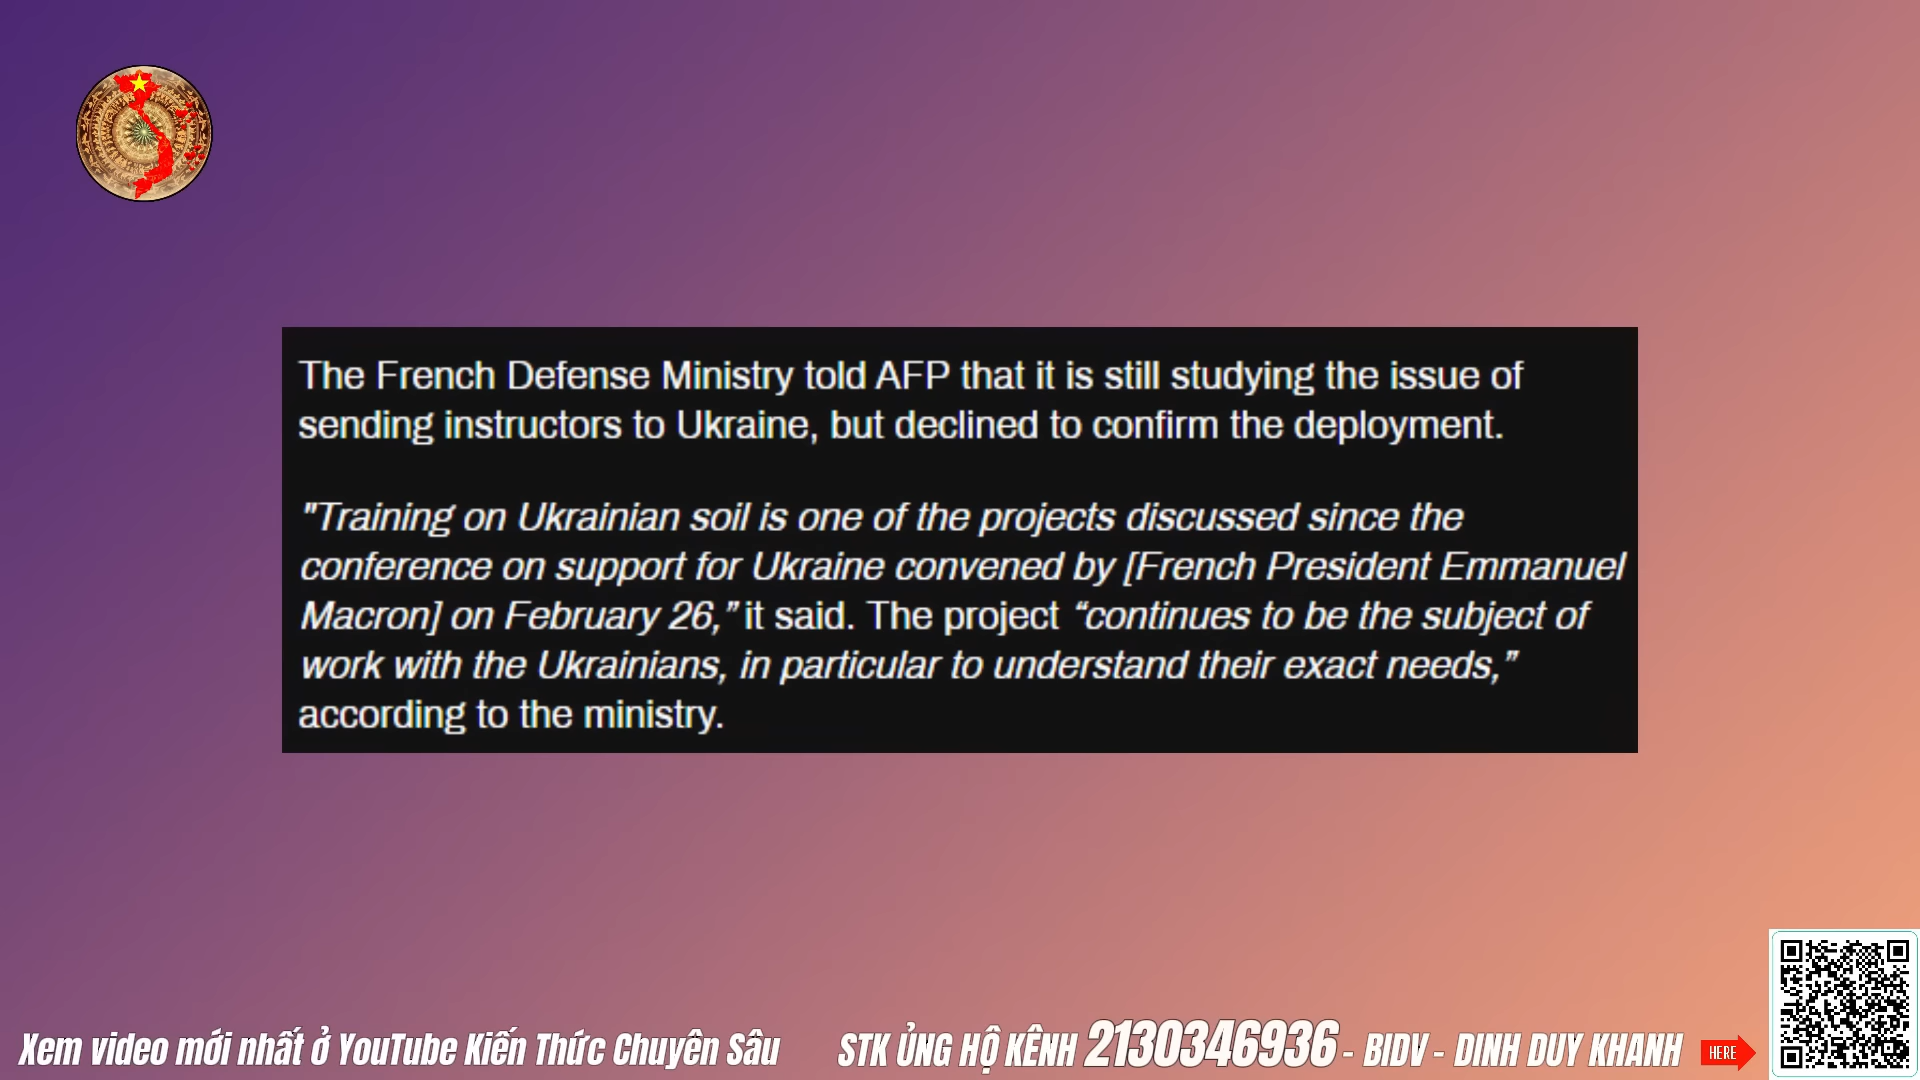 The French Defense Ministry told AFP that it is still studying the issue of
sending instructors to Ukraine, but declined to confirm the deployment.
"Training on Ukrainian soil is one of the projects discussed since the
conference on support for Ukraine convened by [French President Emmanuel
Macron] on February 26,” it said. The project “continues to be the subject of
work with the Ukrainians, in particular to understand their exact needs,”
according to the ministry.
Xem video mới nhất ở YouTube Kiến Thức Chuyên Sâu
STK ỦNG HỘ KÊNH 2130346936 - BIDV - DINH DUY KHANH
HERE